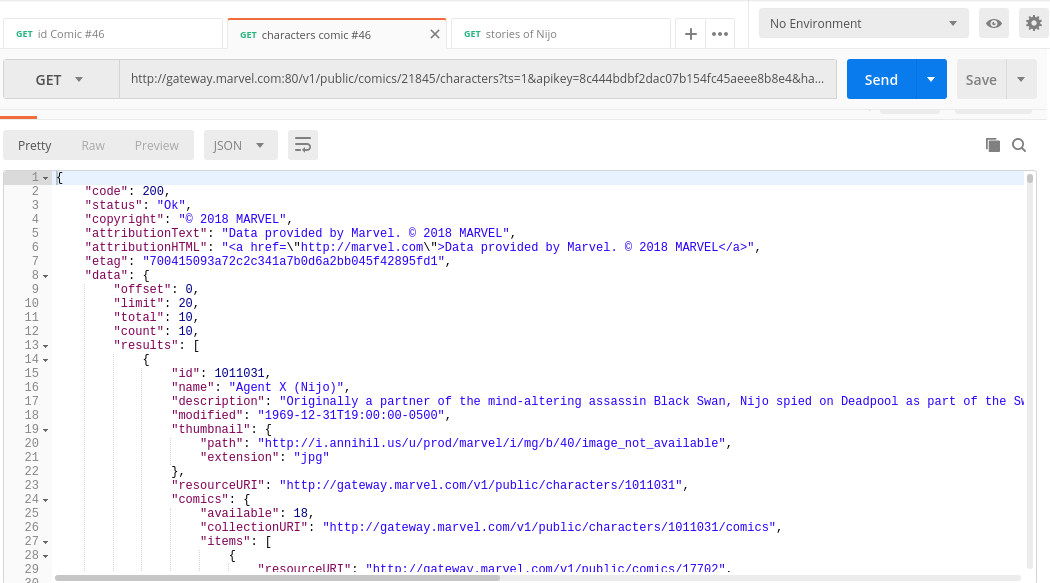 GET id Comic #46
GET characters comic #46
GET stories of Nijo
No Environment
GET http://gateway.marvel.com:80/v1/public/comics/21845/characters?ts=1&apikey=8c444bdbf2dac07b154fc45aeee8b8e4&ha...
Send
Save
Pretty Raw Preview JSON
1 {
2 "code": 200,
3 "status": "Ok",
4 "copyright": "© 2018 MARVEL",
5 "attributionText": "Data provided by Marvel. © 2018 MARVEL",
6 "attributionHTML": "<a href=\"http://marvel.com\">Data provided by Marvel. © 2018 MARVEL</a>",
7 "etag": "700415093a72c2c341a7b0d6a2bb045f42895fd1",
8 "data": {
9 "offset": 0,
10 "limit": 20,
11 "total": 10,
12 "count": 10,
13 "results": [
14 {
15 "id": 1011031,
16 "name": "Agent X (Nijo)",
17 "description": "Originally a partner of the mind-altering assassin Black Swan, Nijo spied on Deadpool as part of the
18 "modified": "1969-12-31T19:00:00-0500",
19 "thumbnail": {
20 "path": "http://i.annihil.us/u/prod/marvel/i/mg/b/40/image_not_available",
21 "extension": "jpg"
22 },
23 "resourceURI": "http://gateway.marvel.com/v1/public/characters/1011031",
24 "comics": {
25 "available": 18,
26 "collectionURI": "http://gateway.marvel.com/v1/public/characters/1011031/comics",
27 "items": [
28 {
29 "resourceURI": "http://gateway.marvel.com/v1/public/comics/17702",
30